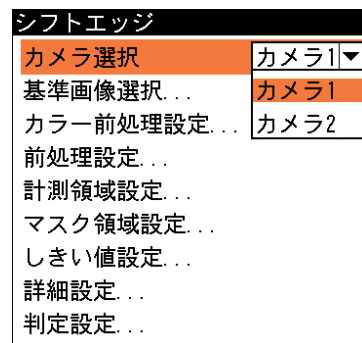 シフトエッジ
カメラ選択 カメラ1▼
基準画像選択... カメラ1
カラー前処理設定... カメラ2
前処理設定...
計測領域設定...
マスク領域設定...
しきい値設定...
詳細設定...
判定設定...